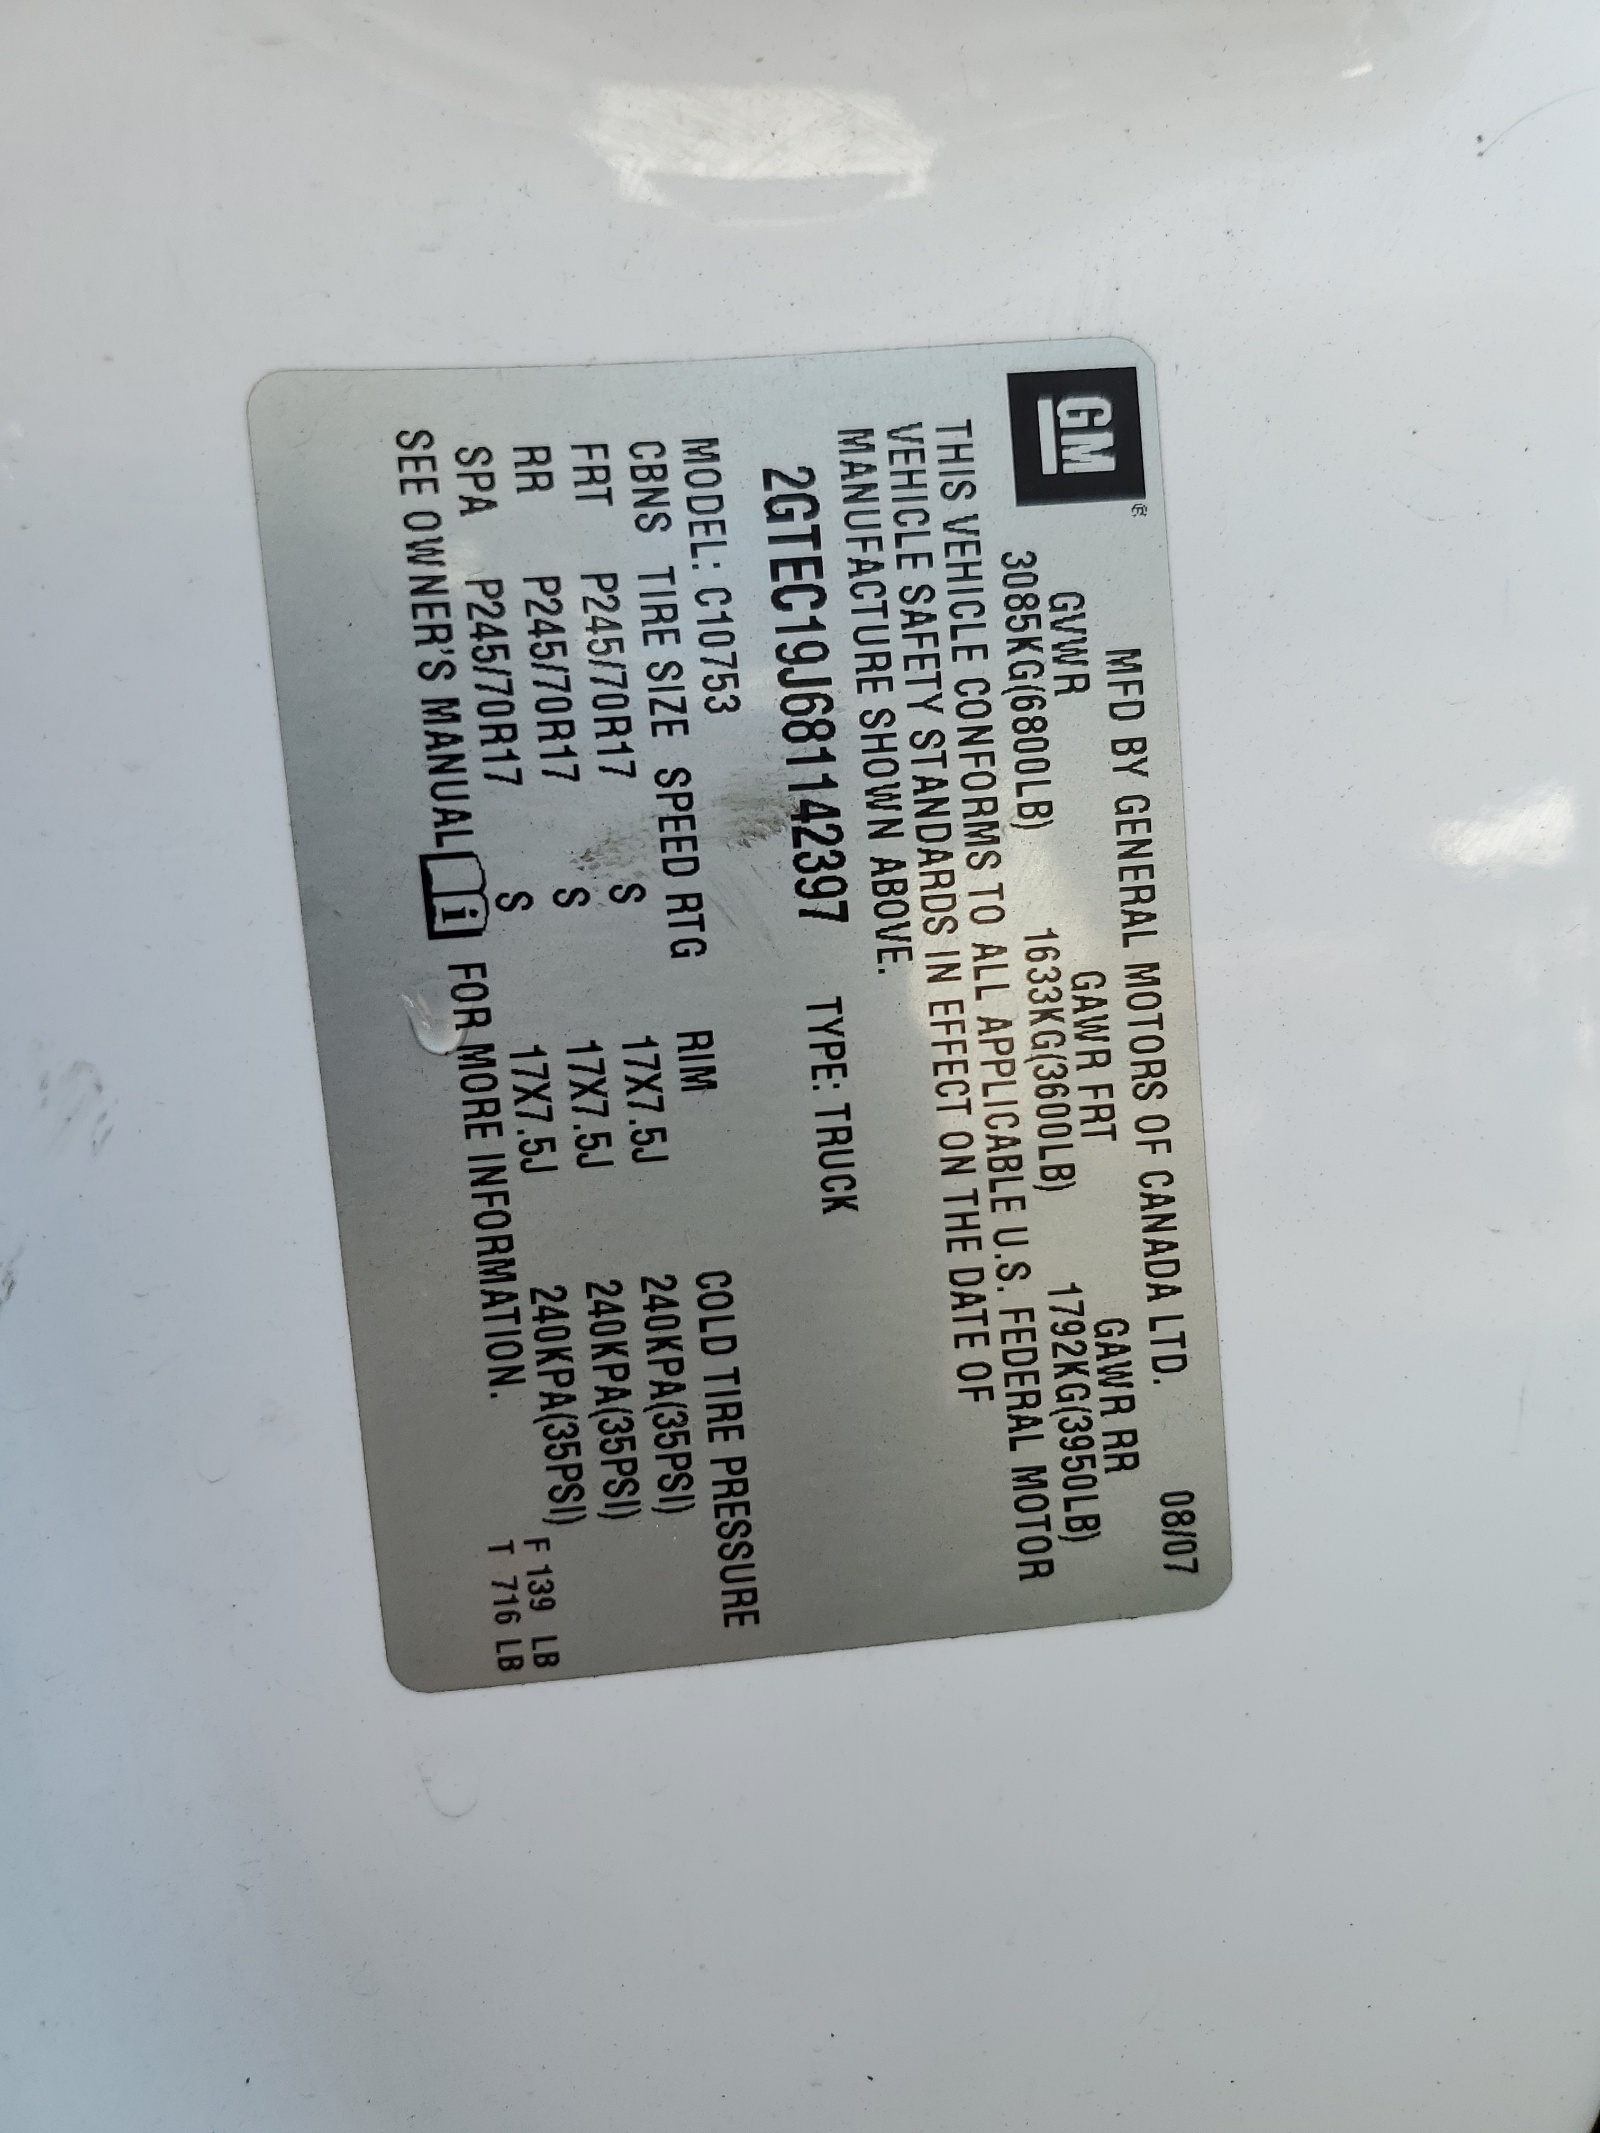 GM®
MFD BY GENERAL MOTORS OF CANADA LTD. 08/07
GVWR GAWR FRT GAWR RR
3085KG(6800LB) 1633KG(3600LB) 1792KG(3950LB)
THIS VEHICLE CONFORMS TO ALL APPLICABLE U.S. FEDERAL MOTOR
VEHICLE SAFETY STANDARDS IN EFFECT ON THE DATE OF
MANUFACTURE SHOWN ABOVE.
2GTEC19J681142397 TYPE: TRUCK
MODEL: C10753
CBNS TIRE SIZE SPEED RTG RIM COLD TIRE PRESSURE
FRT P245/70R17 S 17X7.5J 240KPA(35PSI)
RR P245/70R17 S 17X7.5J 240KPA(35PSI)
SPA P245/70R17 S 17X7.5J 240KPA(35PSI) F 139 LB
SEE OWNER'S MANUAL i FOR MORE INFORMATION. T 716 LB